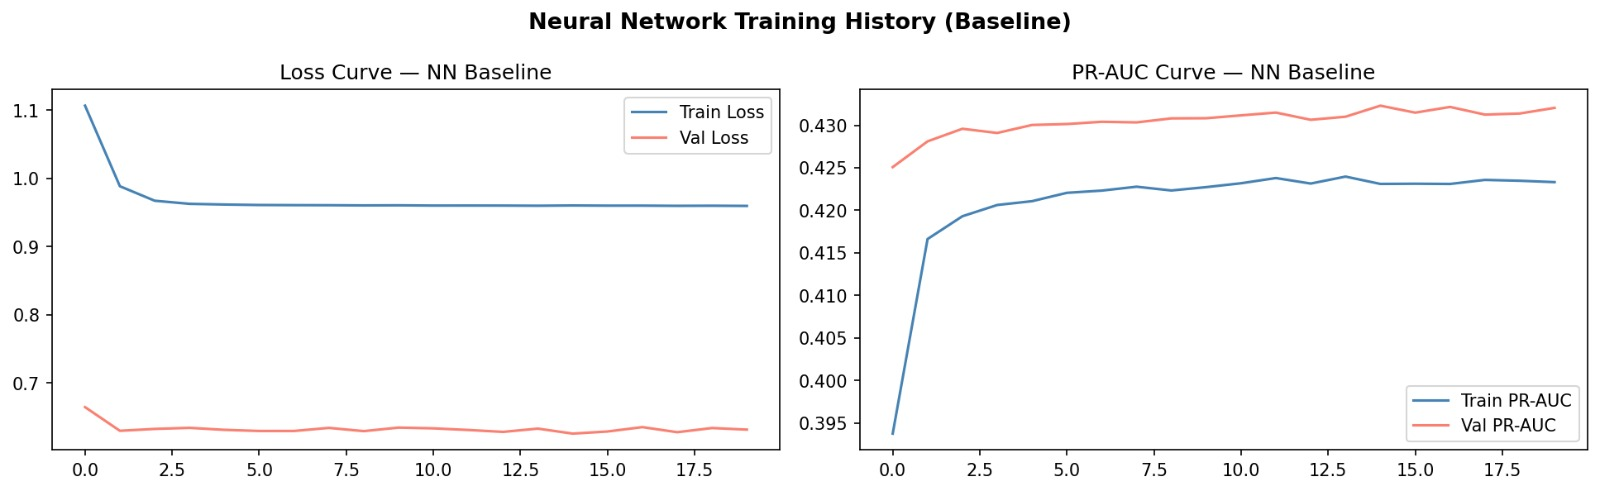 Neural Network Training History (Baseline)
Loss Curve — NN Baseline
1.1
1.0
0.9
0.8
0.7
0.0 2.5 5.0 7.5 10.0 12.5 15.0 17.5
Train Loss
Val Loss
PR-AUC Curve — NN Baseline
0.430
0.425
0.420
0.415
0.410
0.405
0.400
0.395
0.0 2.5 5.0 7.5 10.0 12.5 15.0 17.5
Train PR-AUC
Val PR-AUC